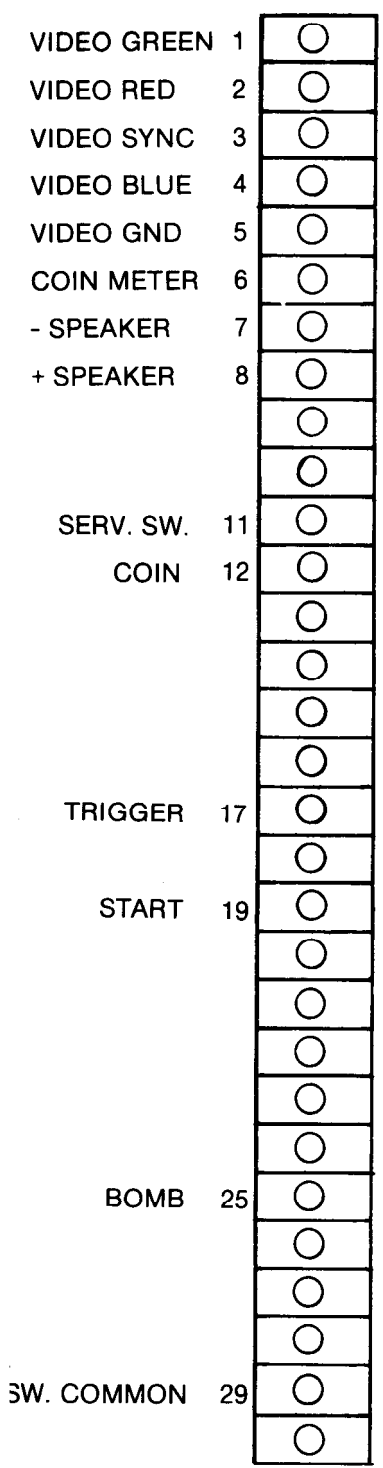 VIDEO GREEN 1
VIDEO RED 2
VIDEO SYNC 3
VIDEO BLUE 4
VIDEO GND 5
COIN METER 6
- SPEAKER 7
+ SPEAKER 8
SERV. SW. 11
COIN 12
TRIGGER 17
START 19
BOMB 25
SW. COMMON 29